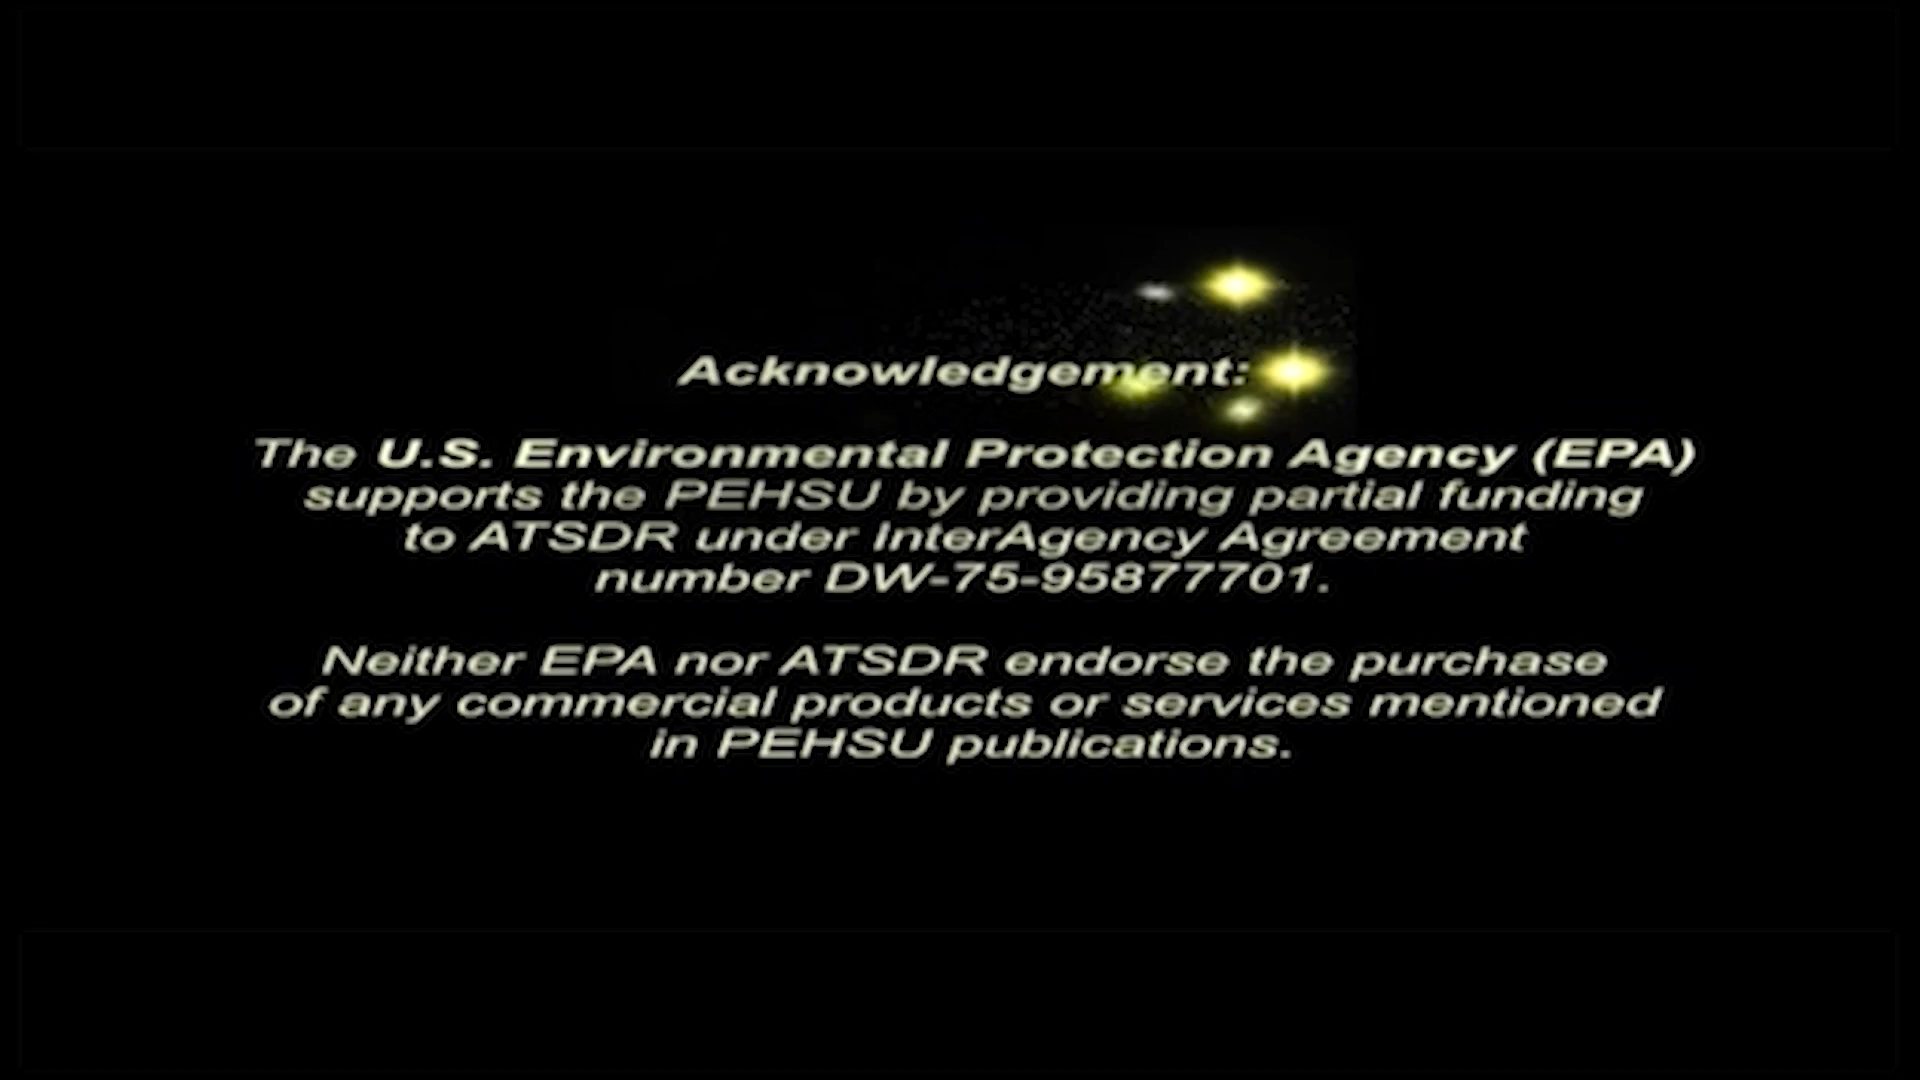 Acknowledgement:
The U.S. Environmental Protection Agency (EPA)
supports the PEHSU by providing partial funding
to ATSDR under InterAgency Agreement
number DW-75-95877701.
Neither EPA nor ATSDR endorse the purchase
of any commercial products or services mentioned
in PEHSU publications.